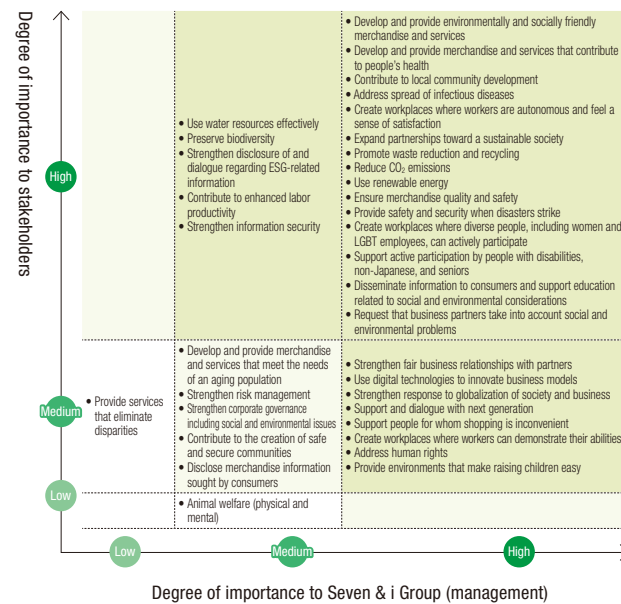 Degree of importance to stakeholders
High
Medium
Low
• Use water resources effectively
• Preserve biodiversity
• Strengthen disclosure of and
dialogue regarding ESG-related
information
• Contribute to enhanced labor
productivity
• Strengthen information security
• Develop and provide environmentally and socially friendly
merchandise and services
• Develop and provide merchandise and services that contribute
to people's health
• Contribute to local community development
• Address spread of infectious diseases
• Create workplaces where workers are autonomous and feel a
sense of satisfaction
• Expand partnerships toward a sustainable society
• Promote waste reduction and recycling
• Reduce CO₂ emissions
• Use renewable energy
• Ensure merchandise quality and safety
• Provide safety and security when disasters strike
• Create workplaces where diverse people, including women and
LGBT employees, can actively participate
• Support active participation by people with disabilities,
non-Japanese, and seniors
• Disseminate information to consumers and support education
related to social and environmental considerations
• Request that business partners take into account social and
environmental problems
• Provide services
that eliminate
disparities
• Develop and provide merchandise
and services that meet the needs
of an aging population
• Strengthen risk management
• Strengthen corporate governance
including social and environmental issues
• Contribute to the creation of safe
and secure communities
• Disclose merchandise information
sought by consumers
• Strengthen fair business relationships with partners
• Use digital technologies to innovate business models
• Strengthen response to globalization of society and business
• Support and dialogue with next generation
• Support people for whom shopping is inconvenient
• Create workplaces where workers can demonstrate their abilities
• Address human rights
• Provide environments that make raising children easy
• Animal welfare (physical and
mental)
Low
Medium
High
Degree of importance to Seven & i Group (management)